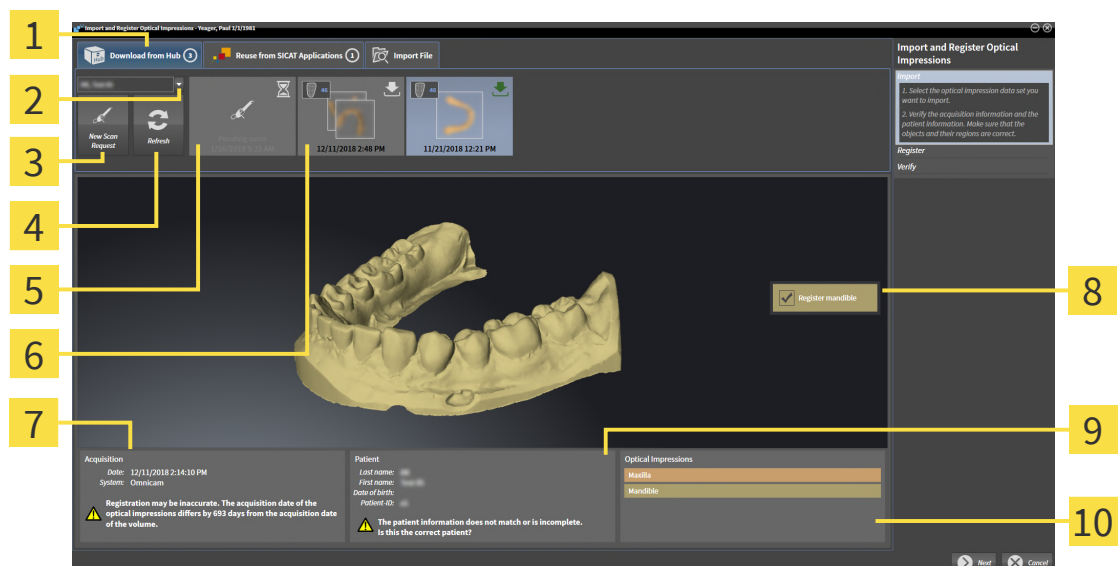 Import and Register Optical Impressions - Yeager, Paul 1/1/1981
1
Download from Hub 3
Reuse from SICAT Applications 1
Import File
Import and Register Optical
Impressions
Import
1. Select the optical impression data set you
want to import.
2. Verify the acquisition information and the
patient information. Make sure that the
objects and their regions are correct.
Register
Verify
2
New Scan
Request
Refresh
46
12/11/2018 2:48 PM
46
11/21/2018 12:21 PM
3
4
5
6
7
Register mandible
8
9
10
Acquisition
Date: 12/11/2018 2:14:10 PM
System: Omnicam
Registration may be inaccurate. The acquisition date of the
optical impressions differs by 693 days from the acquisition date
of the volume.
Patient
Last name:
First name:
Date of birth:
Patient-ID:
The patient information does not match or is incomplete.
Is this the correct patient?
Optical Impressions
Maxilla
Mandible
Next
Cancel